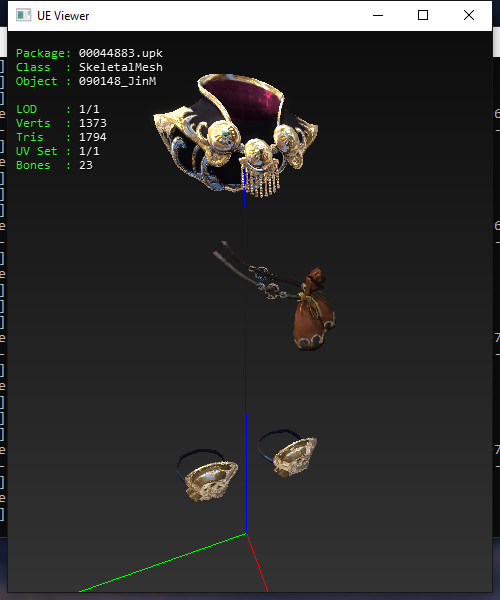 UE Viewer
Package: 00044883.upk
Class : SkeletalMesh
Object : 090148_JinM
LOD : 1/1
Verts : 1373
Tris : 1794
UV Set : 1/1
Bones : 23